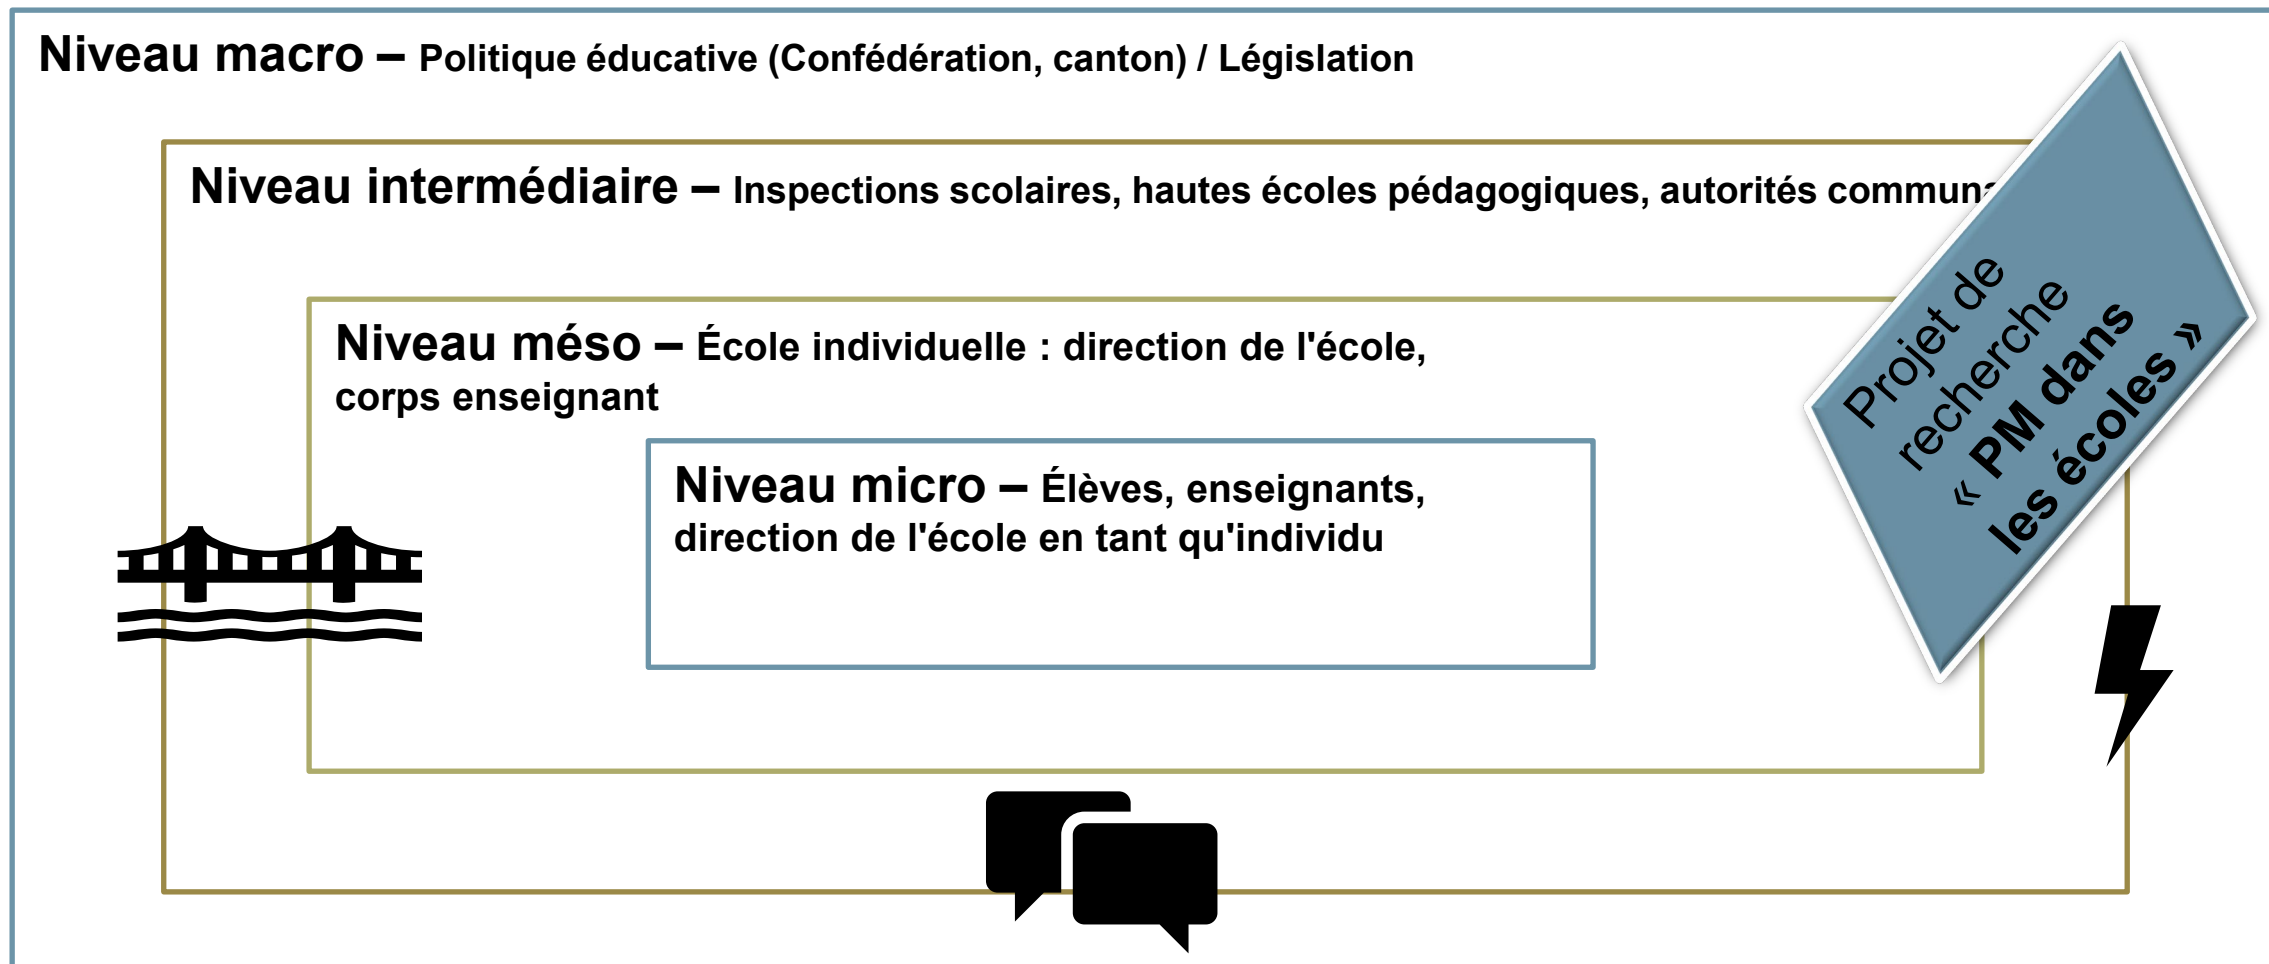 Niveau macro – Politique éducative (Confédération, canton) / Législation
Niveau intermédiaire – Inspections scolaires, hautes écoles pédagogiques, autorités
Niveau méso – École individuelle : direction de l'école,
corps enseignant
Niveau micro – Élèves, enseignants,
direction de l'école en tant qu'individu
Projet de
recherche
« PM dans
les écoles »